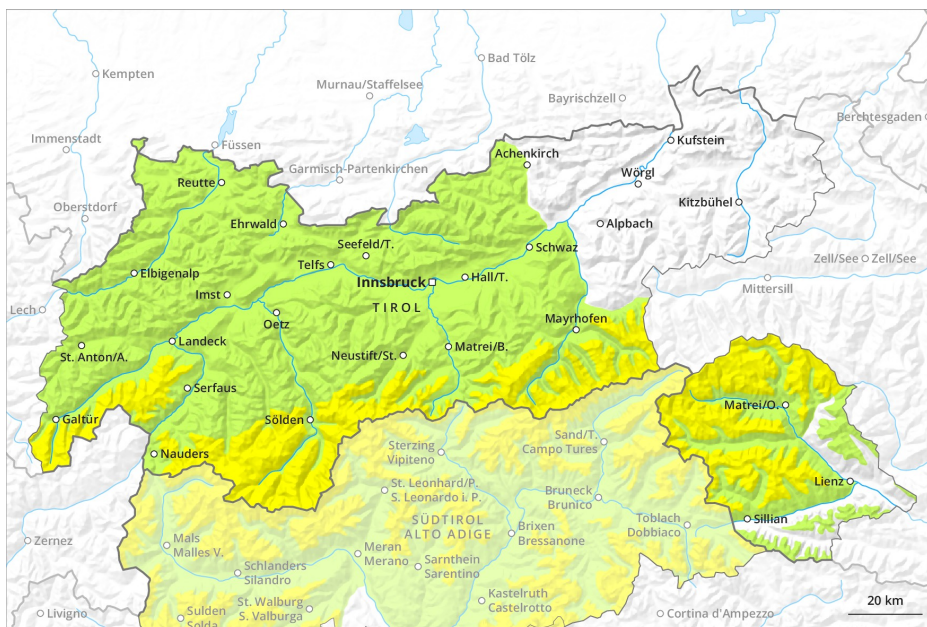 Bad Tölz
Kempten
Murnau/Staffelsee
Bayrischzell
Berchtesgaden
Immenstadt
Füssen
Kufstein
Achenkirch
Garmisch-Partenkirchen
Wörgl
Reutte
Oberstdorf
Kitzbühel
Ehrwald
Alpbach
Seefeld/T.
Schwaz
Zell/See
Zell/See
Telfs
Elbigenalp
Hall/T.
Innsbruck
Mittersill
Imst
Lech
TIROL
Oetz
Mayrhofen
Landeck
St. Anton/A.
Neustift/St.
Matrei/B.
Serfaus
Matrei/O.
Galtür
Sölden
Sand/T.
Campo Tures
Sterzing
Vipiteno
Nauders
St. Leonhard/P.
S. Leonardo i. P.
Lienz
Bruneck
Brunico
SÜDTIROL
ALTO ADIGE
Toblach
Dobbiaco
Sillian
Brixen
Bressanone
Zernez
Mals
Malles V.
Meran
Merano
Sarnthein
Sarentino
Schlanders
Silandro
Kastelruth
Castelrotto
St. Walburg
S. Valburga
20 km
Livigno
Sulden
Solda
Cortina d'Ampezzo